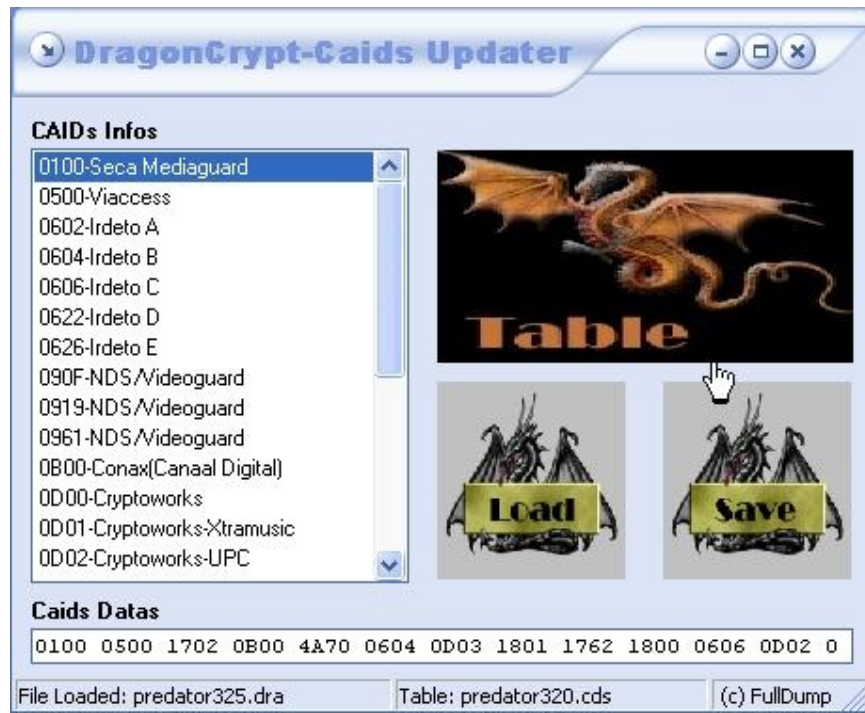 DragonCrypt-Caids Updater
CAIDs Infos
0100-Seca Mediaguard
0500-Viaccess
0602-Irdeto A
0604-Irdeto B
0606-Irdeto C
0622-Irdeto D
0626-Irdeto E
090F-NDS/Videoguard
0919-NDS/Videoguard
0961-NDS/Videoguard
0B00-Conax(Canaal Digital)
0D00-Cryptoworks
0D01-Cryptoworks-Xtramusic
0D02-Cryptoworks-UPC
Table
Load
Save
Caids Datas
0100 0500 1702 0B00 4A70 0604 0D03 1801 1762 1800 0606 0D02 0
File Loaded: predator325.dra
Table: predator320.cds
(c) FullDump